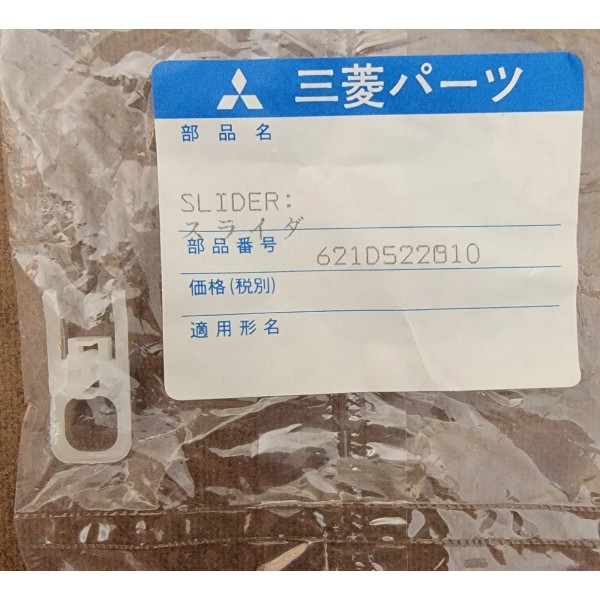 三菱パーツ
部品名
SLIDER:
スライダ
部品番号 621D522B10
価格(税別)
適用形名